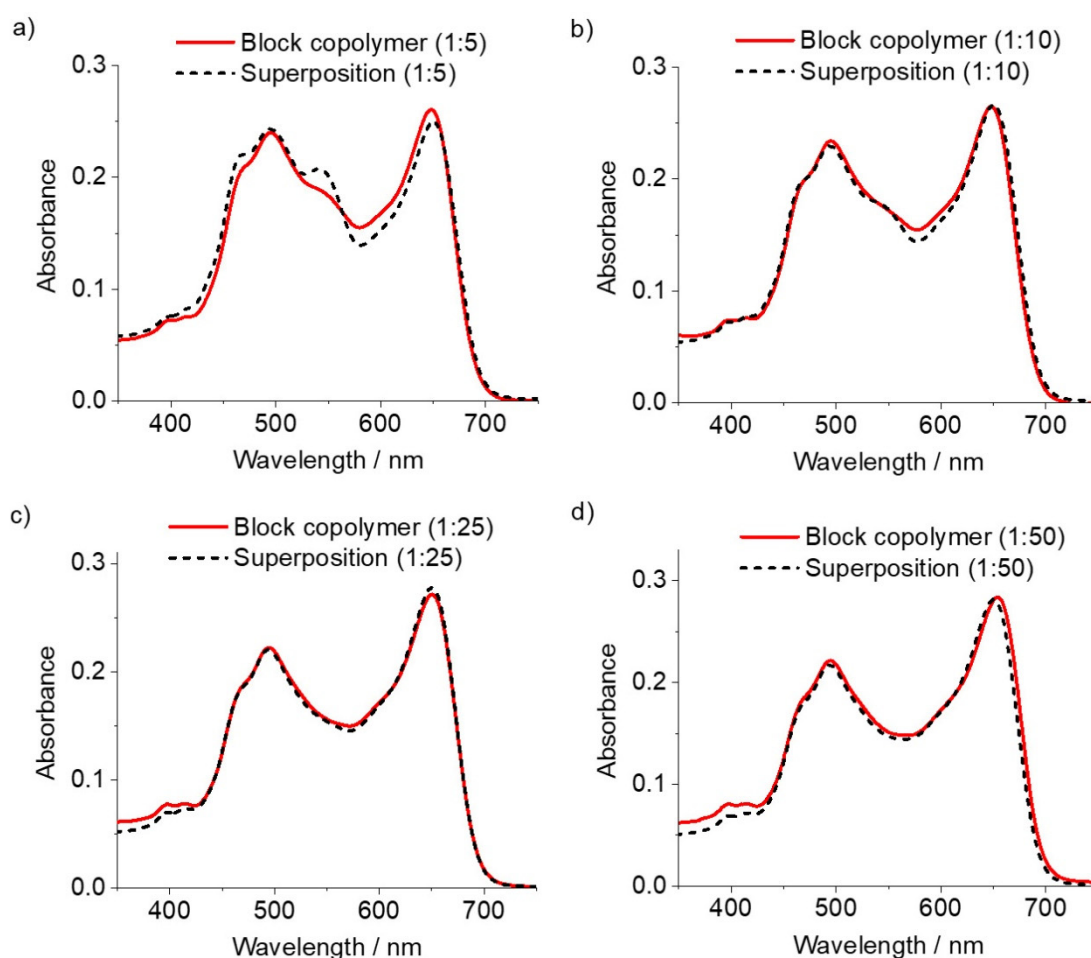 a)
Block copolymer (1:5)
Superposition (1:5)
0.3
0.2
0.1
0.0
Absorbance
400 500 600 700
Wavelength / nm
b)
Block copolymer (1:10)
Superposition (1:10)
0.3
0.2
0.1
0.0
Absorbance
400 500 600 700
Wavelength / nm
c)
Block copolymer (1:25)
Superposition (1:25)
0.3
0.2
0.1
0.0
Absorbance
400 500 600 700
Wavelength / nm
d)
Block copolymer (1:50)
Superposition (1:50)
0.3
0.2
0.1
0.0
Absorbance
400 500 600 700
Wavelength / nm